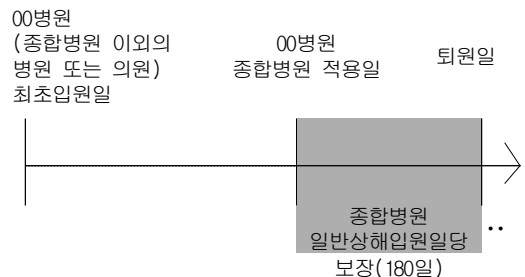 00병원
(종합병원 이외의
병원 또는 의원)
최초입원일
00병원
종합병원 적용일
퇴원일
종합병원
일반상해입원일당
보장(180일)
..